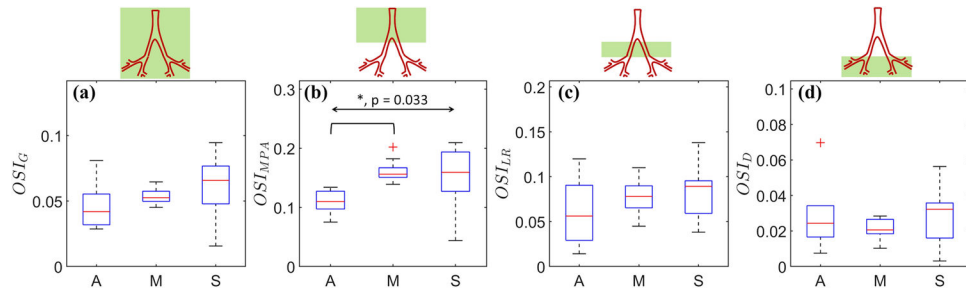 (a)
OSI_G
0.1
0.05
0
A M S
(b)
*, p = 0.033
OSI_MPA
0.3
0.2
0.1
0
A M S
(c)
OSI_LR
0.2
0.15
0.1
0.05
0
A M S
(d)
OSI_D
0.1
0.08
0.06
0.04
0.02
0
A M S